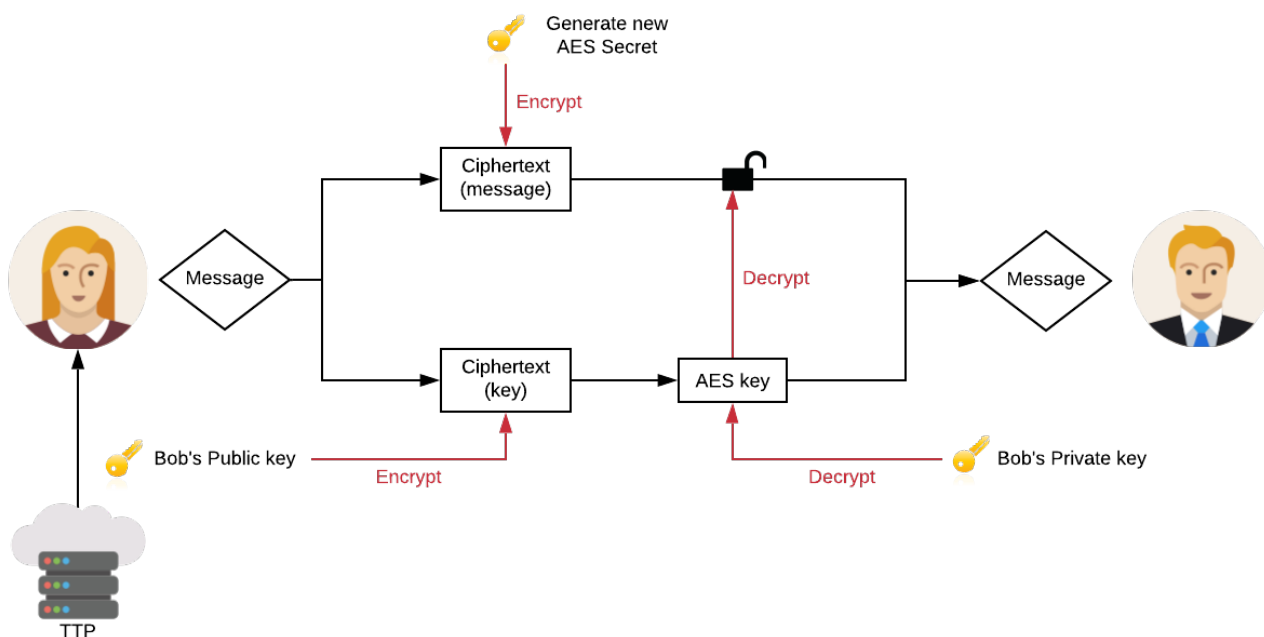 Generate new
AES Secret
Encrypt
Ciphertext
(message)
Message
Decrypt
Message
Ciphertext
(key)
AES key
Bob's Public key
Encrypt
Decrypt
Bob's Private key
TTP